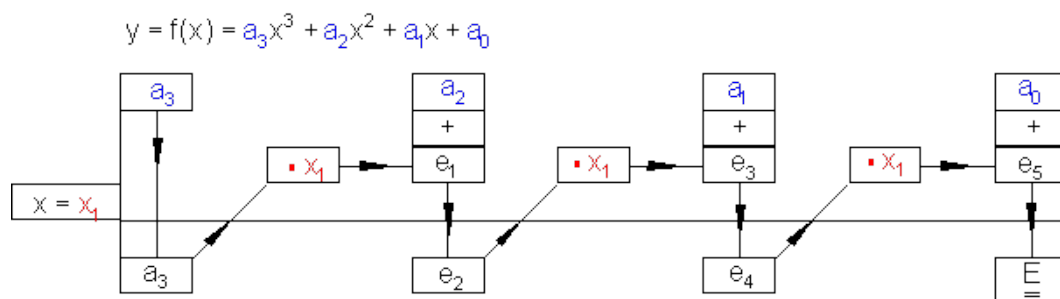 y = f(x) = a₃x³ + a₂x² + a₁x + a₀
a₃ a₂ a₁ a₀
+ + +
· x₁ e₁ · x₁ e₃ · x₁ e₅
x = x₁
a₃ e₂ e₄ E
=